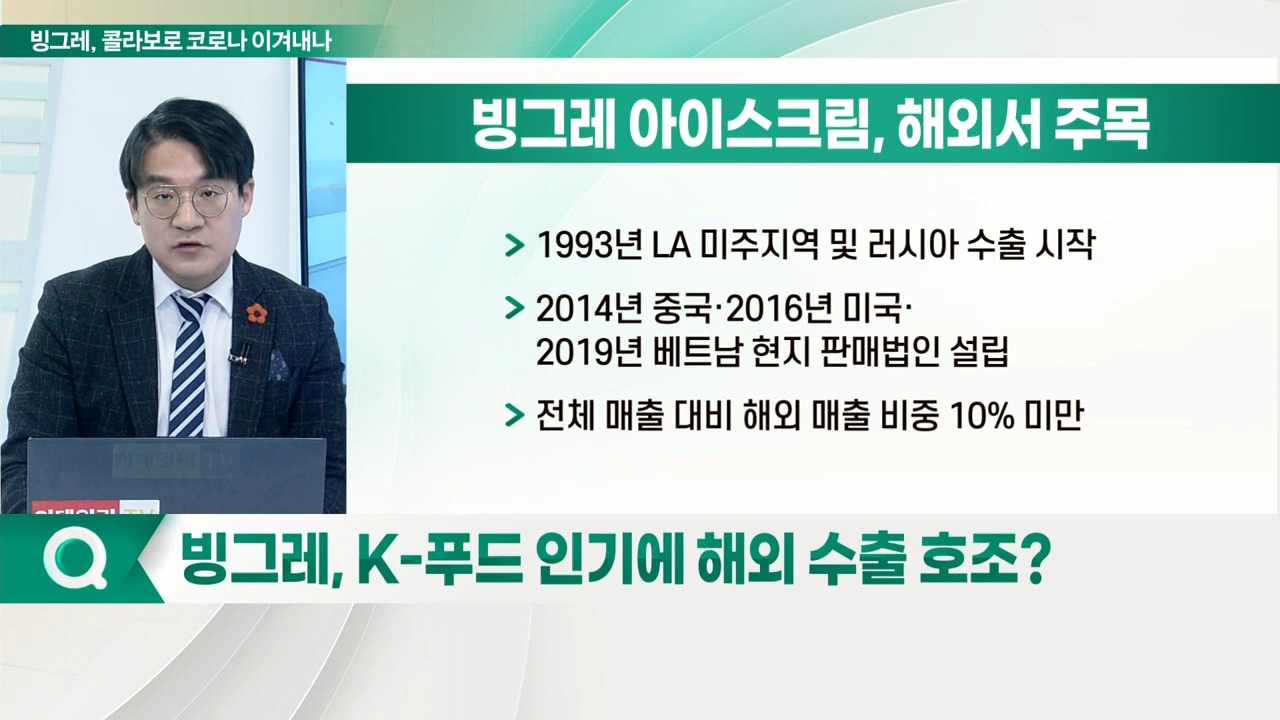 빙그레, 콜라보로 코로나 이겨내나
빙그레 아이스크림, 해외서 주목
> 1993년 LA 미주지역 및 러시아 수출 시작
> 2014년 중국·2016년 미국·
2019년 베트남 현지 판매법인 설립
> 전체 매출 대비 해외 매출 비중 10% 미만
이데일리 TV
빙그레, K-푸드 인기에 해외 수출 호조?